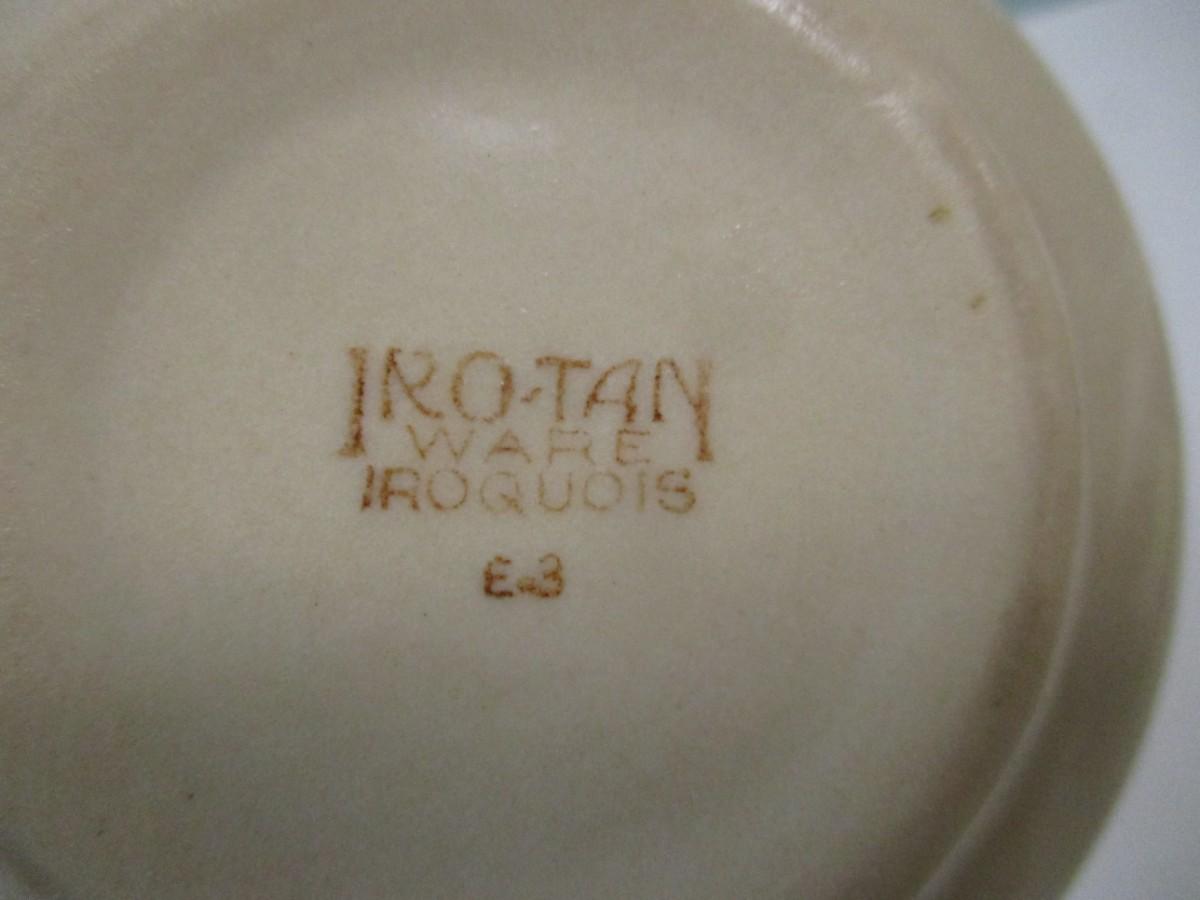 IRO-TAN
WARE
IROQUOIS
E-3